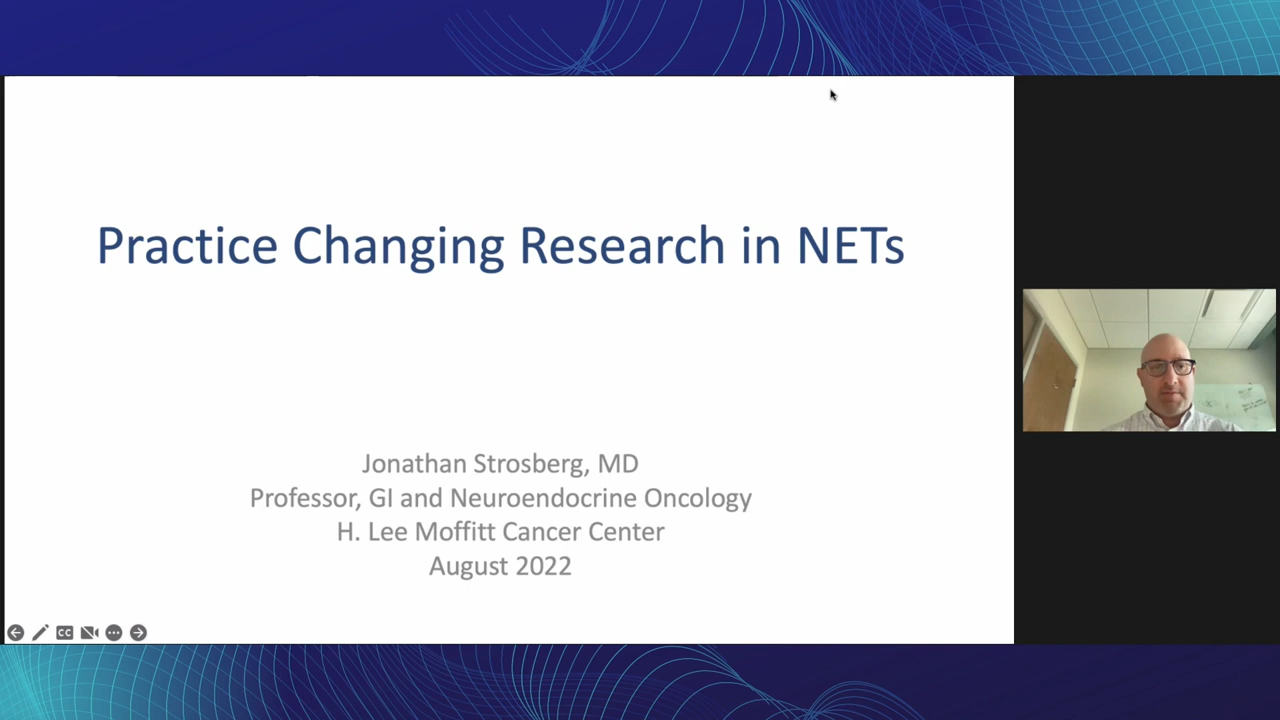 Practice Changing Research in NETs
Jonathan Strosberg, MD
Professor, GI and Neuroendocrine Oncology
H. Lee Moffitt Cancer Center
August 2022
CC